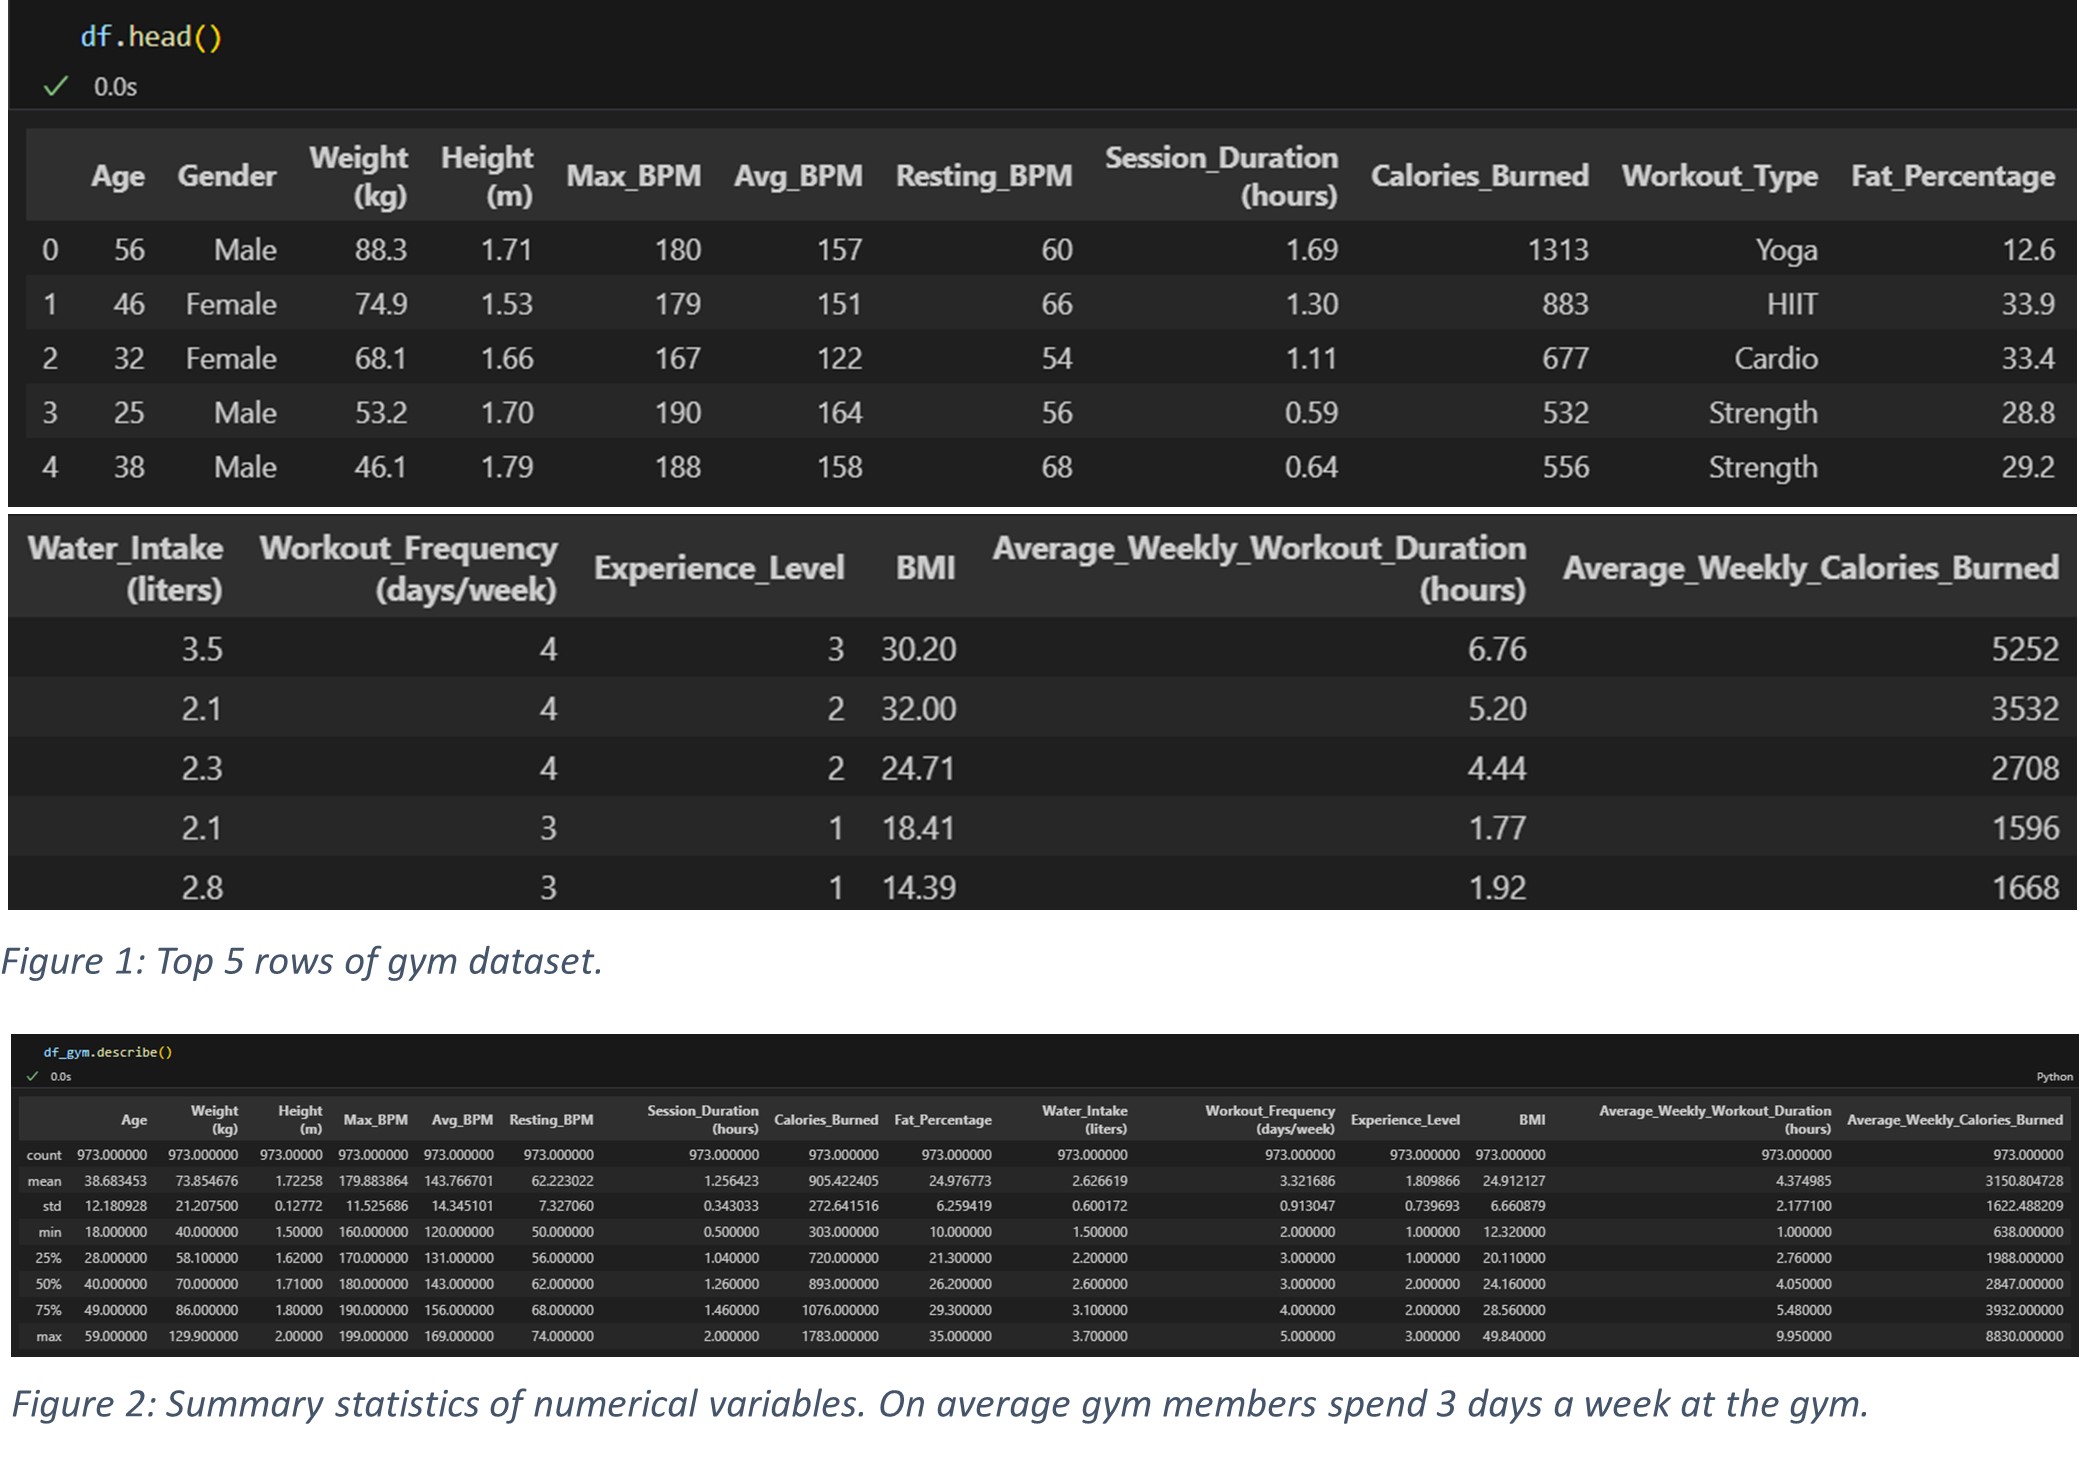 df.head()
0.0s
Age Gender Weight (kg) Height (m) Max_BPM Avg_BPM Resting_BPM Session_Duration (hours) Calories_Burned Workout_Type Fat_Percentage
0 56 Male 88.3 1.71 180 157 60 1.69 1313 Yoga 12.6
1 46 Female 74.9 1.53 179 151 66 1.30 883 HIIT 33.9
2 32 Female 68.1 1.66 167 122 54 1.11 677 Cardio 33.4
3 25 Male 53.2 1.70 190 164 56 0.59 532 Strength 28.8
4 38 Male 46.1 1.79 188 158 68 0.64 556 Strength 29.2
Water_Intake (liters) Workout_Frequency (days/week) Experience_Level BMI Average_Weekly_Workout_Duration (hours) Average_Weekly_Calories_Burned
3.5 4 3 30.20 6.76 5252
2.1 4 2 32.00 5.20 3532
2.3 4 2 24.71 4.44 2708
2.1 3 1 18.41 1.77 1596
2.8 3 1 14.39 1.92 1668
Figure 1: Top 5 rows of gym dataset.
df_gym.describe()
0.0s
Python
Age Weight (kg) Height (m) Max_BPM Avg_BPM Resting_BPM Session_Duration (hours) Calories_Burned Fat_Percentage Water_Intake (liters) Workout_Frequency (days/week) Experience_Level BMI Average_Weekly_Workout_Duration (hours) Average_Weekly_Calories_Burned
count 973.000000 973.000000 973.00000 973.000000 973.000000 973.000000 973.000000 973.000000 973.000000 973.000000 973.000000 973.000000 973.000000 973.000000 973.000000
mean 38.683453 73.854676 1.72258 179.883864 143.766701 62.223022 1.256423 905.422405 24.976773 2.626619 3.321686 1.809866 24.912127 4.374985 3150.804728
std 12.180928 21.207500 0.12772 11.525686 14.345101 7.327060 0.343033 272.641516 6.259419 0.600172 0.913047 0.739693 6.660879 2.177100 1622.488209
min 18.000000 40.000000 1.50000 160.000000 120.000000 50.000000 0.500000 303.000000 10.000000 1.500000 2.000000 1.000000 12.320000 1.000000 638.000000
25% 28.000000 58.100000 1.62000 170.000000 131.000000 56.000000 1.040000 720.000000 21.300000 2.200000 3.000000 1.000000 20.110000 2.760000 1988.000000
50% 40.000000 70.000000 1.71000 180.000000 143.000000 62.000000 1.260000 893.000000 26.200000 2.600000 3.000000 2.000000 24.160000 4.050000 2847.000000
75% 49.000000 86.000000 1.80000 190.000000 156.000000 68.000000 1.460000 1076.000000 29.300000 3.100000 4.000000 2.000000 28.560000 5.480000 3932.000000
max 59.000000 129.900000 2.00000 199.000000 169.000000 74.000000 2.000000 1783.000000 35.000000 3.700000 5.000000 3.000000 49.840000 9.950000 8830.000000
Figure 2: Summary statistics of numerical variables. On average gym members spend 3 days a week at the gym.